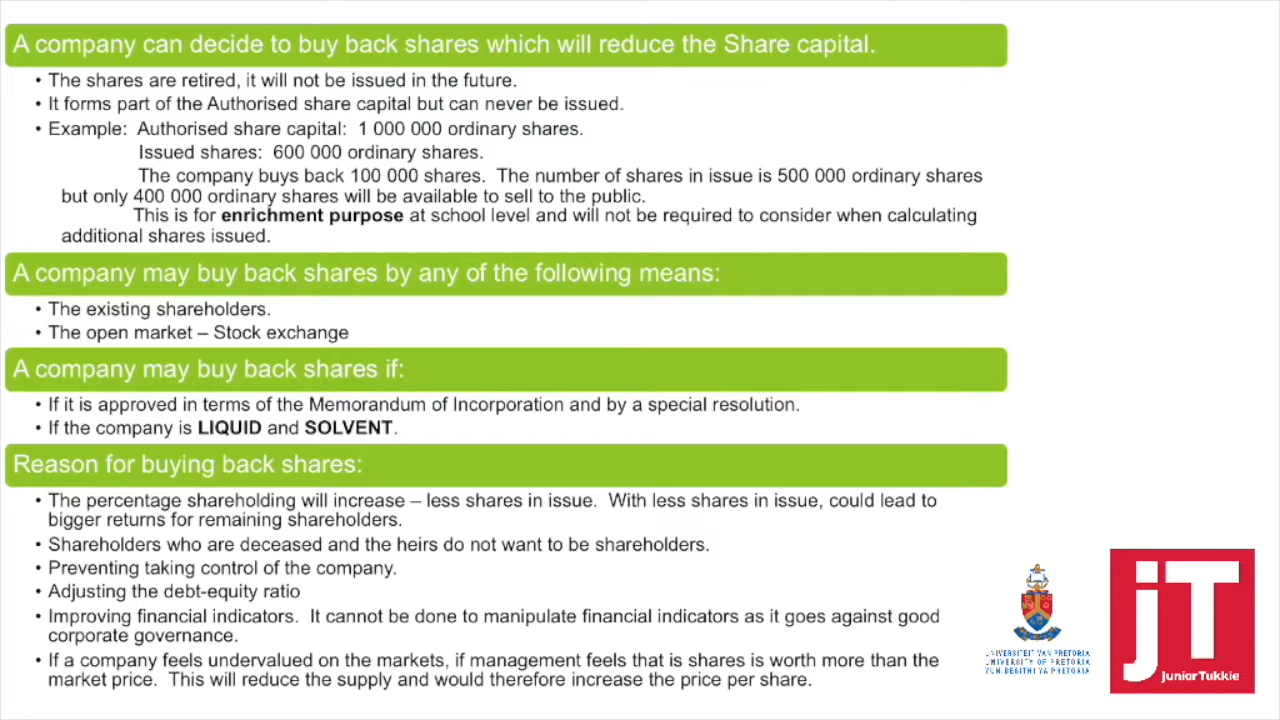 A company can decide to buy back shares which will reduce the Share capital.
• The shares are retired, it will not be issued in the future.
• It forms part of the Authorised share capital but can never be issued.
• Example: Authorised share capital: 1 000 000 ordinary shares.
Issued shares: 600 000 ordinary shares.
The company buys back 100 000 shares. The number of shares in issue is 500 000 ordinary shares
but only 400 000 ordinary shares will be available to sell to the public.
This is for enrichment purpose at school level and will not be required to consider when calculating
additional shares issued.
A company may buy back shares by any of the following means:
• The existing shareholders.
• The open market – Stock exchange
A company may buy back shares if:
• If it is approved in terms of the Memorandum of Incorporation and by a special resolution.
• If the company is LIQUID and SOLVENT.
Reason for buying back shares:
• The percentage shareholding will increase – less shares in issue. With less shares in issue, could lead to
bigger returns for remaining shareholders.
• Shareholders who are deceased and the heirs do not want to be shareholders.
• Preventing taking control of the company.
• Adjusting the debt-equity ratio
• Improving financial indicators. It cannot be done to manipulate financial indicators as it goes against good
corporate governance.
• If a company feels undervalued on the markets, if management feels that is shares is worth more than the
market price. This will reduce the supply and would therefore increase the price per share.
UNIVERSITEIT VAN PRETORIA
UNIVERSITY OF PRETORIA
YUNIBESITHI YA PRETORIA
jT
JuniorTukkie